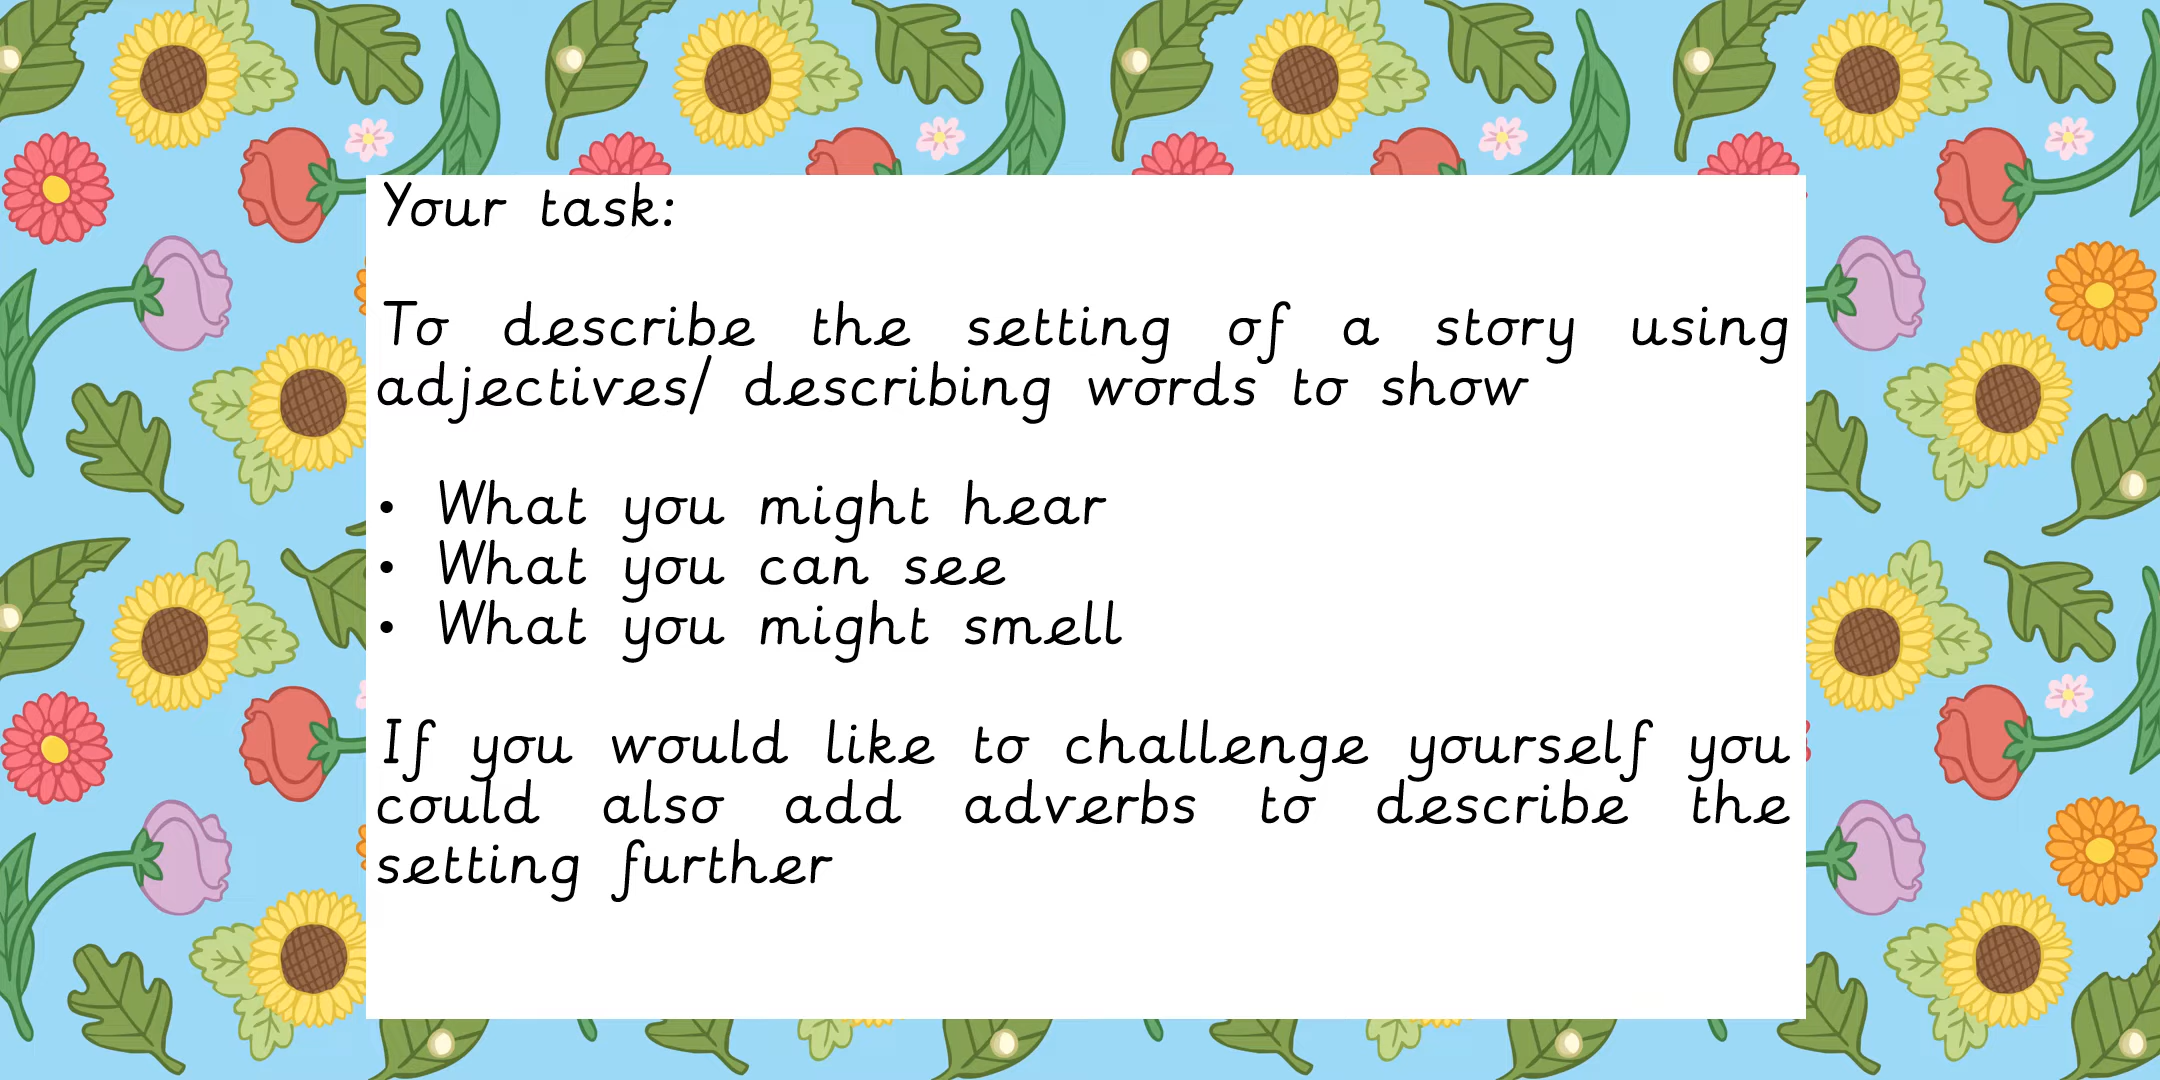 Your task:
To describe the setting of a story using
adjectives/ describing words to show
• What you might hear
• What you can see
• What you might smell
If you would like to challenge yourself you
could also add adverbs to describe the
setting further